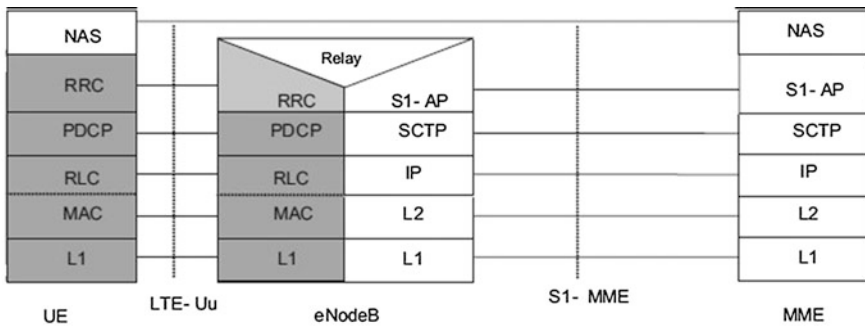 NAS
NAS
Relay
RRC
RRC
S1- AP
S1- AP
PDCP
PDCP
SCTP
SCTP
RLC
RLC
IP
IP
MAC
MAC
L2
L2
L1
L1
L1
L1
UE
LTE- Uu
eNodeB
S1- MME
MME